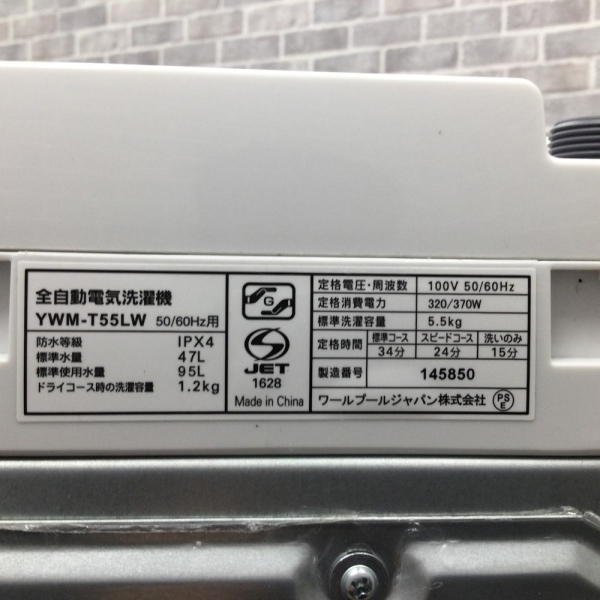 全自動電気洗濯機
YWM-T55LW 50/60Hz用
防水等級 IPX4
標準水量 47L
標準使用水量 95L
ドライコース時の洗濯容量 1.2kg
G
S
JET
1628
Made in China
定格電圧・周波数 100V 50/60Hz
定格消費電力 320/370W
標準洗濯容量 5.5kg
定格時間 標準コース 34分 スピードコース 24分 洗いのみ 15分
製造番号 145850
ワールプールジャパン株式会社 PSE